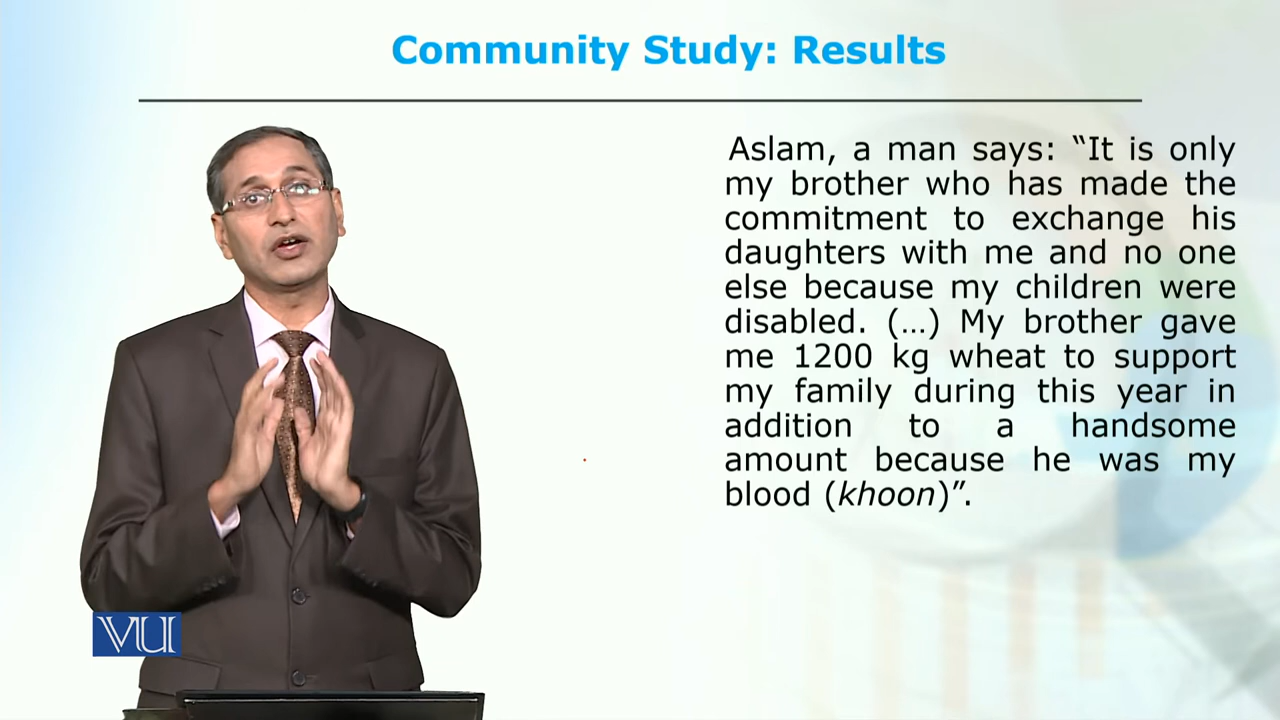 Community Study: Results
Aslam, a man says: “It is only
my brother who has made the
commitment to exchange his
daughters with me and no one
else because my children were
disabled. (…) My brother gave
me 1200 kg wheat to support
my family during this year in
addition to a handsome
amount because he was my
blood (khoon)”.
VU